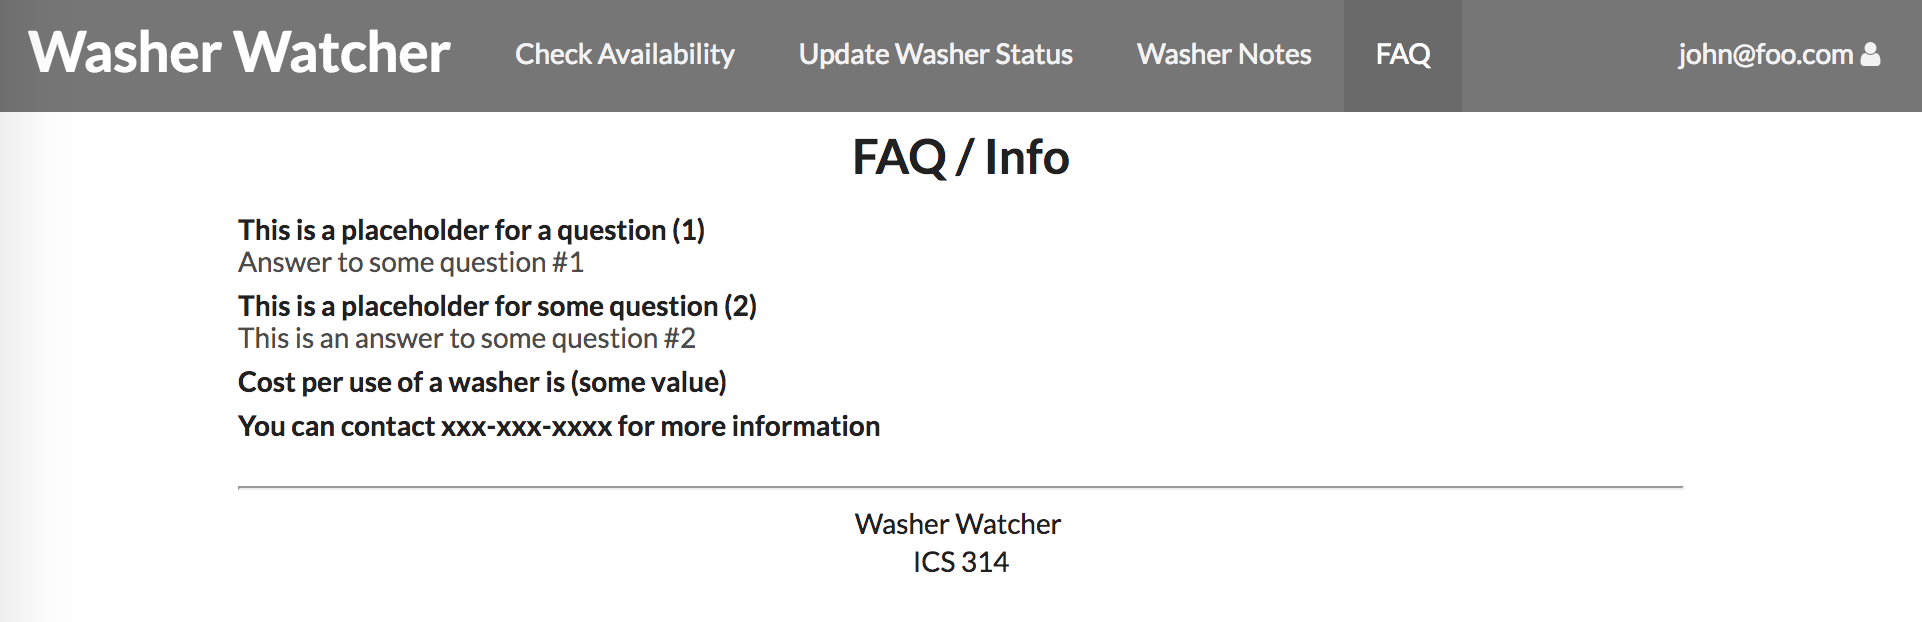 Washer Watcher Check Availability Update Washer Status Washer Notes FAQ john@foo.com
FAQ / Info
This is a placeholder for a question (1)
Answer to some question #1
This is a placeholder for some question (2)
This is an answer to some question #2
Cost per use of a washer is (some value)
You can contact xxx-xxx-xxxx for more information
Washer Watcher
ICS 314